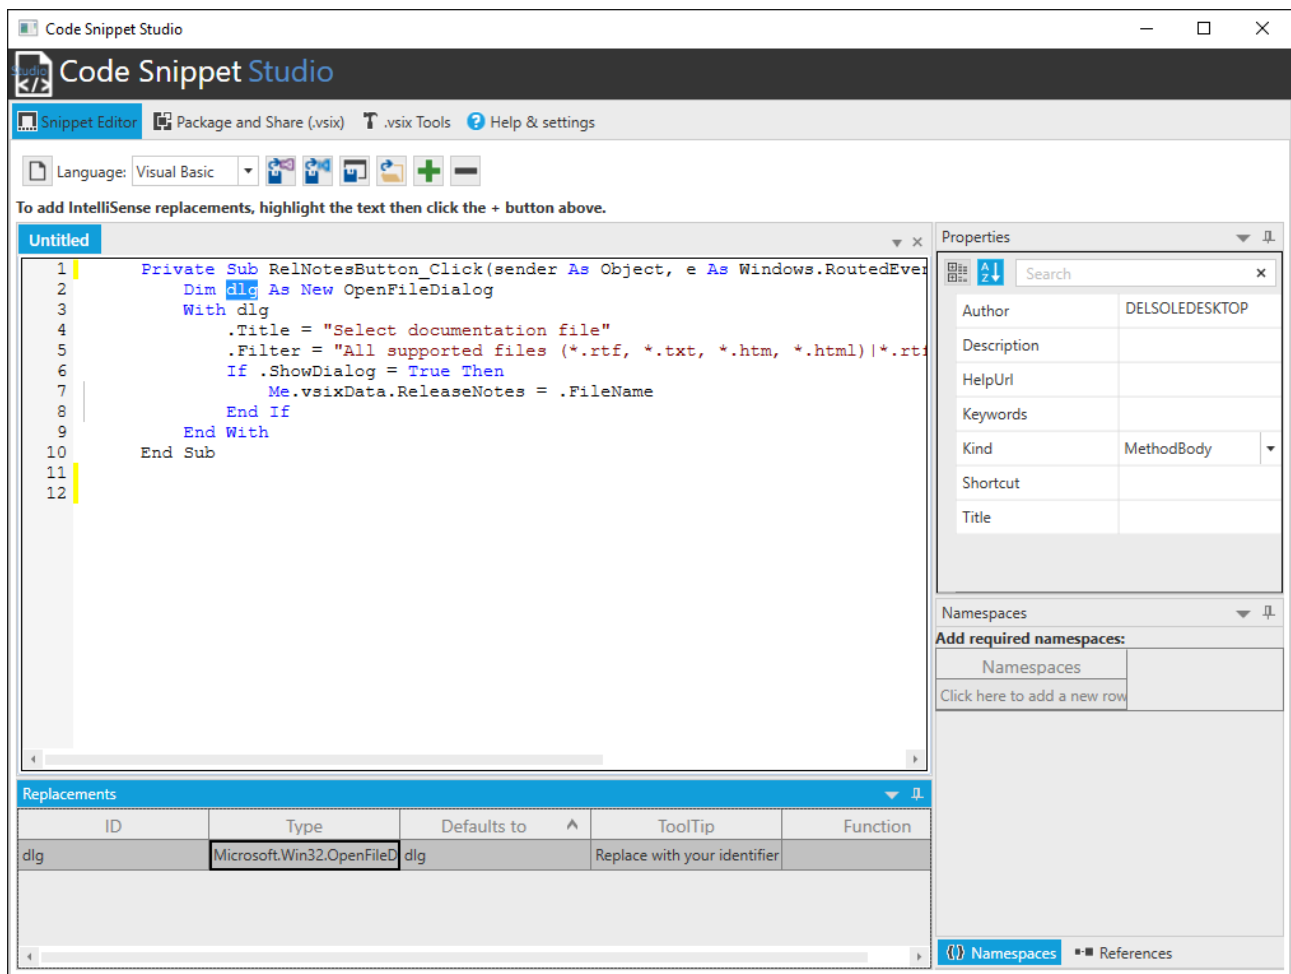 Code Snippet Studio
Studio
</>
Code Snippet Studio
Snippet Editor Package and Share (.vsix) .vsix Tools Help & settings
Language: Visual Basic
To add IntelliSense replacements, highlight the text then click the + button above.
Untitled
1 Private Sub RelNotesButton_Click(sender As Object, e As Windows.RoutedEver
2 Dim dlg As New OpenFileDialog
3 With dlg
4 .Title = "Select documentation file"
5 .Filter = "All supported files (*.rtf, *.txt, *.htm, *.html)|*.rtf
6 If .ShowDialog = True Then
7 Me.vsixData.ReleaseNotes = .FileName
8 End If
9 End With
10 End Sub
11
12
Properties
Search
Author DELSOLEDESKTOP
Description
HelpUrl
Keywords
Kind MethodBody
Shortcut
Title
Namespaces
Add required namespaces:
Namespaces
Click here to add a new row
Replacements
ID Type Defaults to ToolTip Function
dlg Microsoft.Win32.OpenFileD dlg Replace with your identifier
Namespaces References